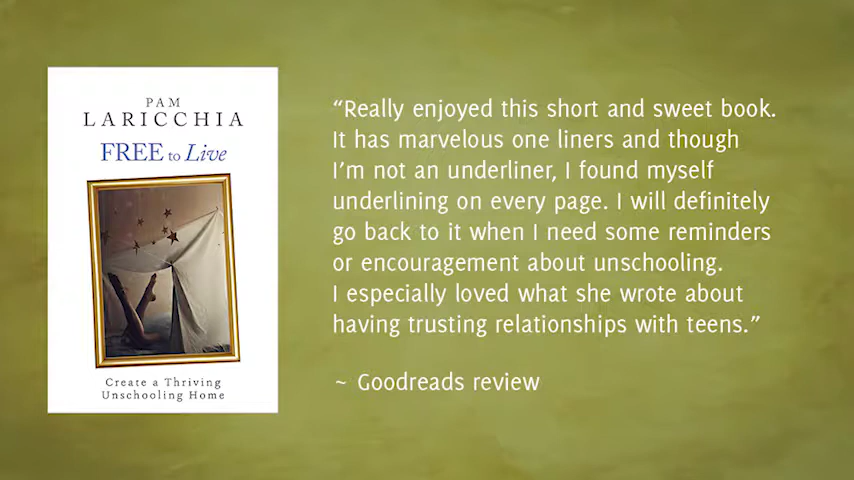 PAM
LARICCHIA
FREE to Live
Create a Thriving
Unschooling Home
“Really enjoyed this short and sweet book.
It has marvelous one liners and though
I’m not an underliner, I found myself
underlining on every page. I will definitely
go back to it when I need some reminders
or encouragement about unschooling.
I especially loved what she wrote about
having trusting relationships with teens.”
~ Goodreads review